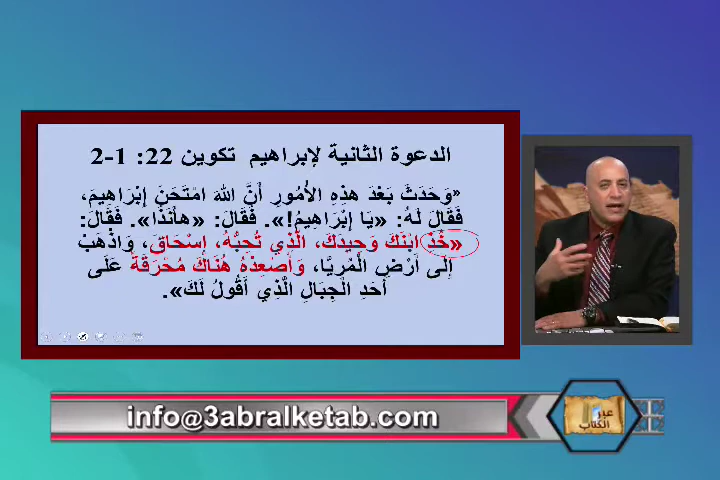 الدعوة الثانية لإبراهيم تكوين 22: 1-2
«وَحَدَثَ بَعْدَ هذِهِ الأُمُورِ أَنَّ اللهَ امْتَحَنَ إِبْرَاهِيمَ،
فَقَالَ لَهُ: «يَا إِبْرَاهِيمُ!». فَقَالَ: «هأَنَذَا». فَقَالَ:
«خُذِ ابْنَكَ وَحِيدَكَ، الَّذِي تُحِبُّهُ، إِسْحَاقَ، وَاذْهَبْ
إِلَى أَرْضِ الْمُرِيَّا، وَأَصْعِدْهُ هُنَاكَ مُحْرَقَةً عَلَى
أَحَدِ الْجِبَالِ الَّذِي أَقُولُ لَكَ».
info@3abralketab.com
عبر
الكتاب